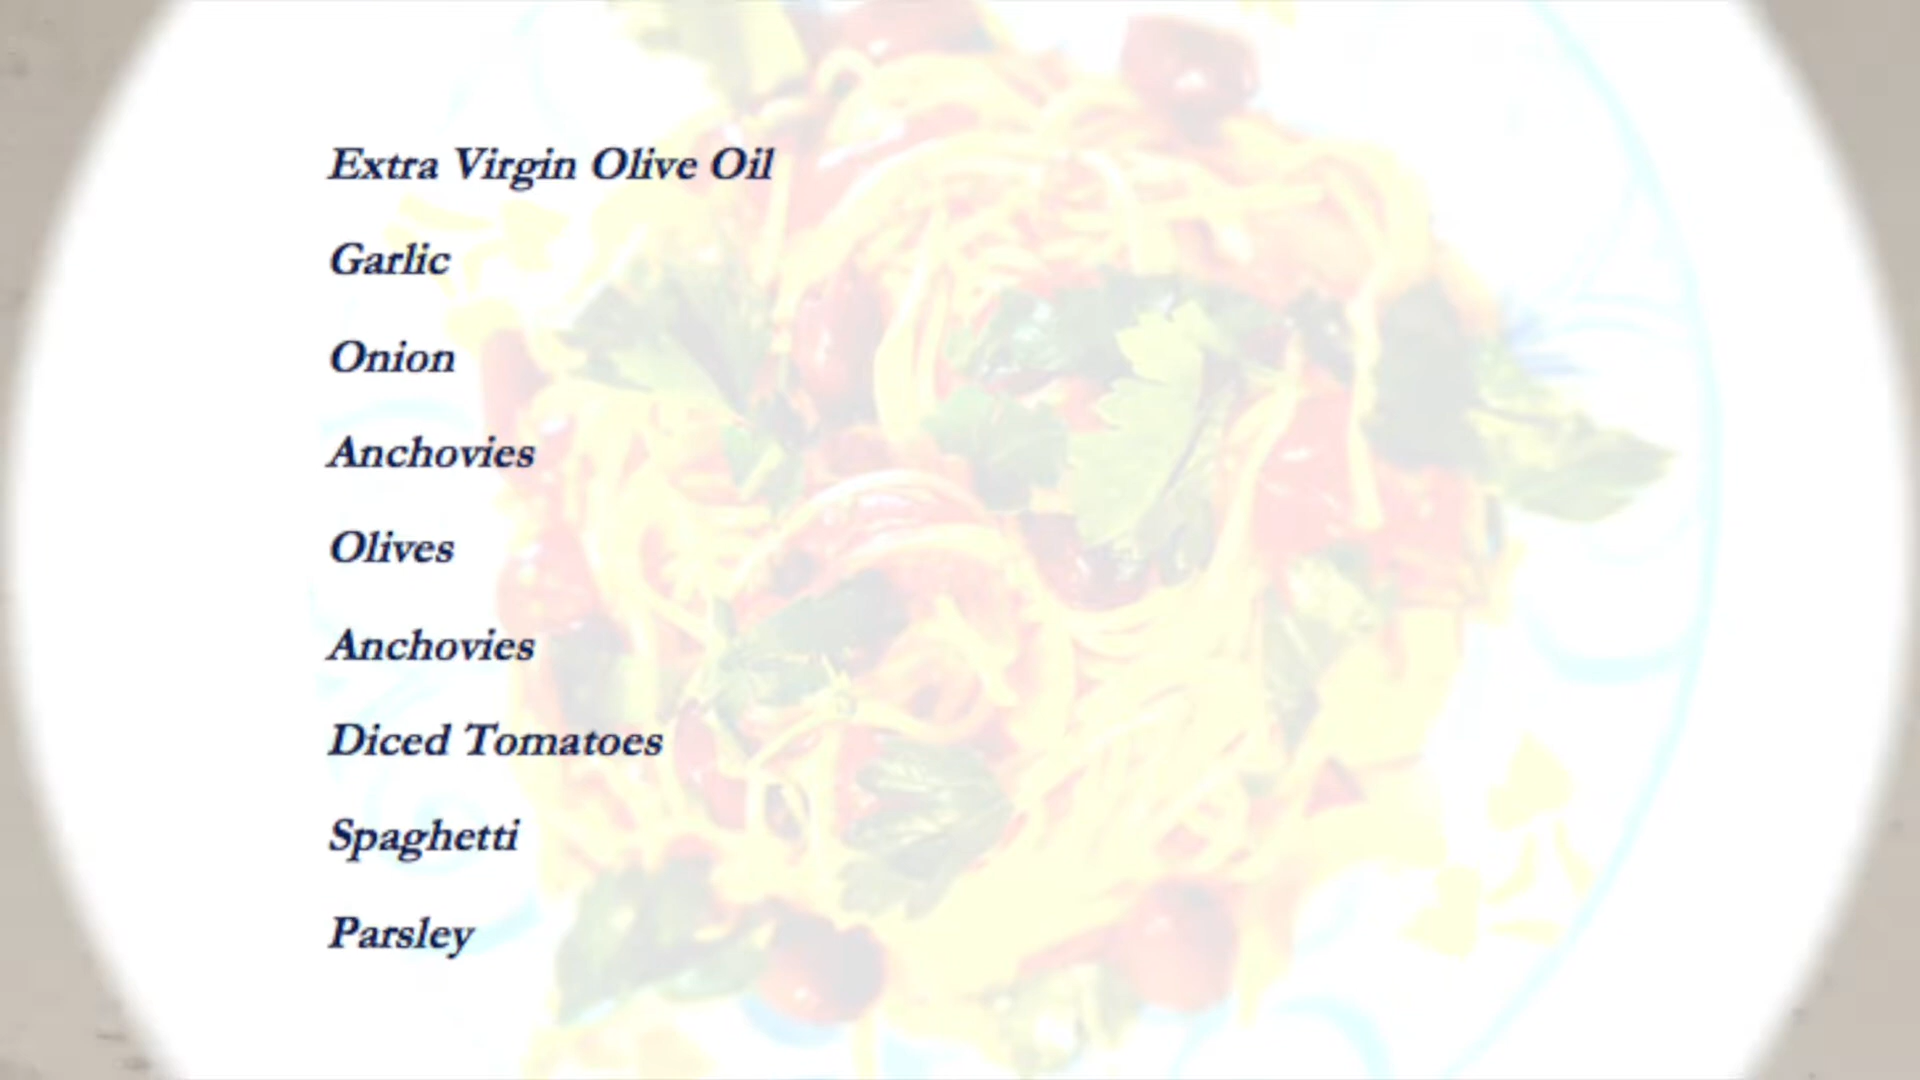 Extra Virgin Olive Oil
Garlic
Onion
Anchovies
Olives
Anchovies
Diced Tomatoes
Spaghetti
Parsley